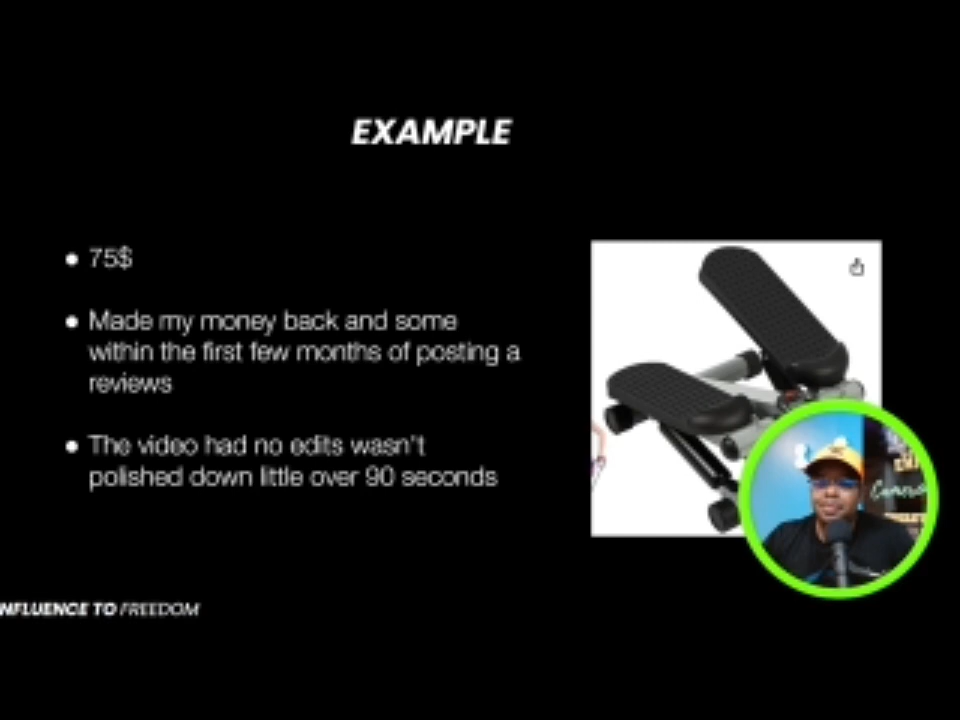 EXAMPLE
● 75$
● Made my money back and some
within the first few months of posting a
reviews
● The video had no edits wasn't
polished down little over 90 seconds
NFLUENCE TO FREEDOM